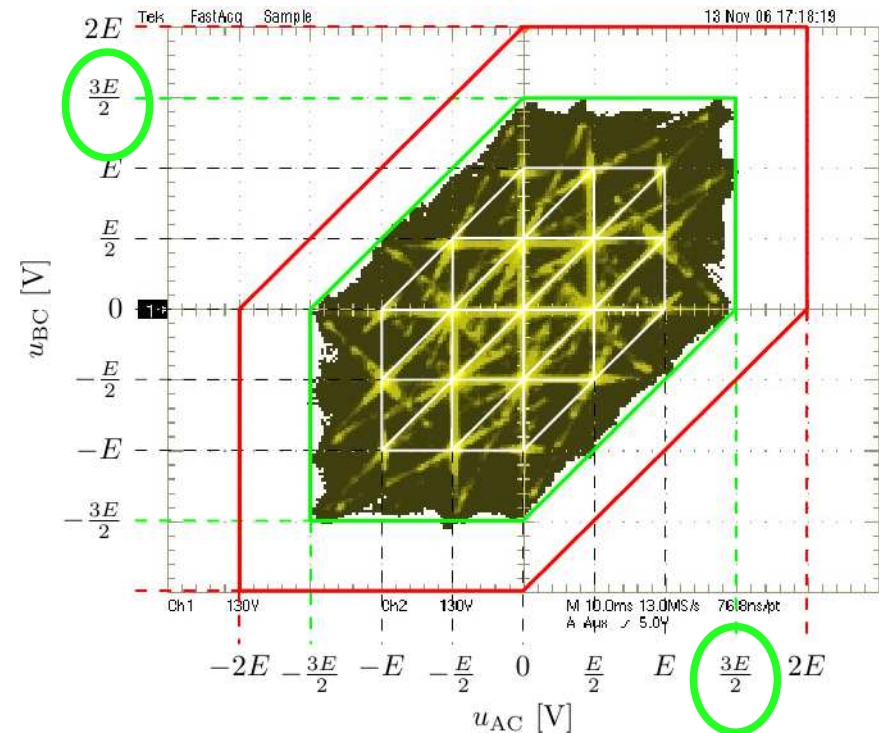 Tek FastAcq Sample 13 Nov 06 17:18:19
2E
3E/2
E
E/2
0
-E/2
-E
-3E/2
u_BC [V]
1
Ch1 130V Ch2 130V M 10.0ms 13.0MS/s 76.8ns/pt
A Aux 5.0V
-2E -3E/2 -E -E/2 0 E/2 E 3E/2 2E
u_AC [V]